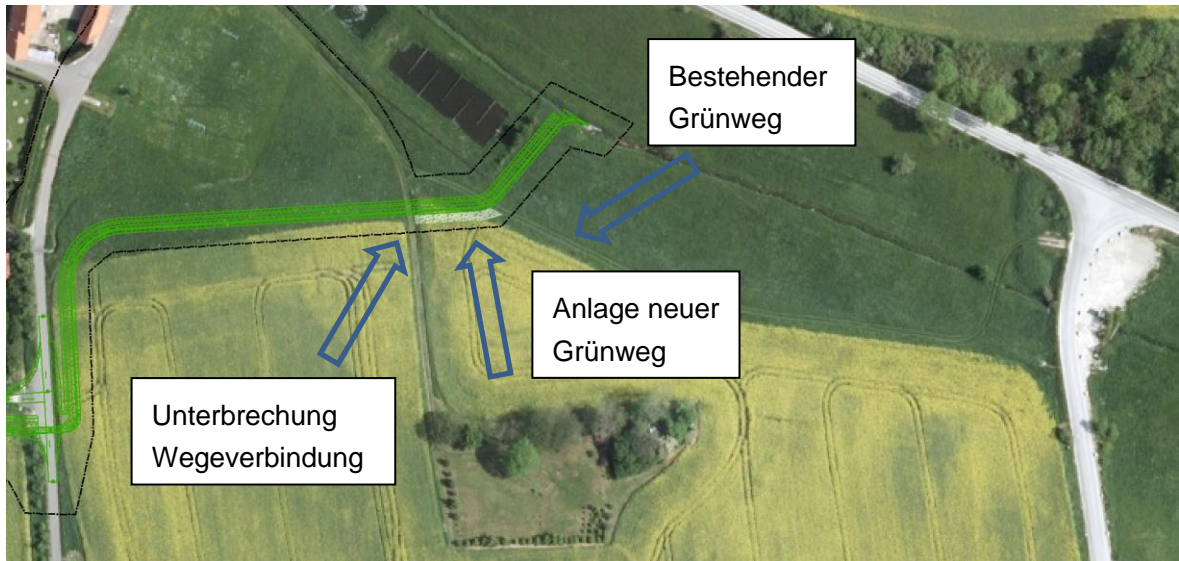 Bestehender
Grünweg
Anlage neuer
Grünweg
Unterbrechung
Wegeverbindung